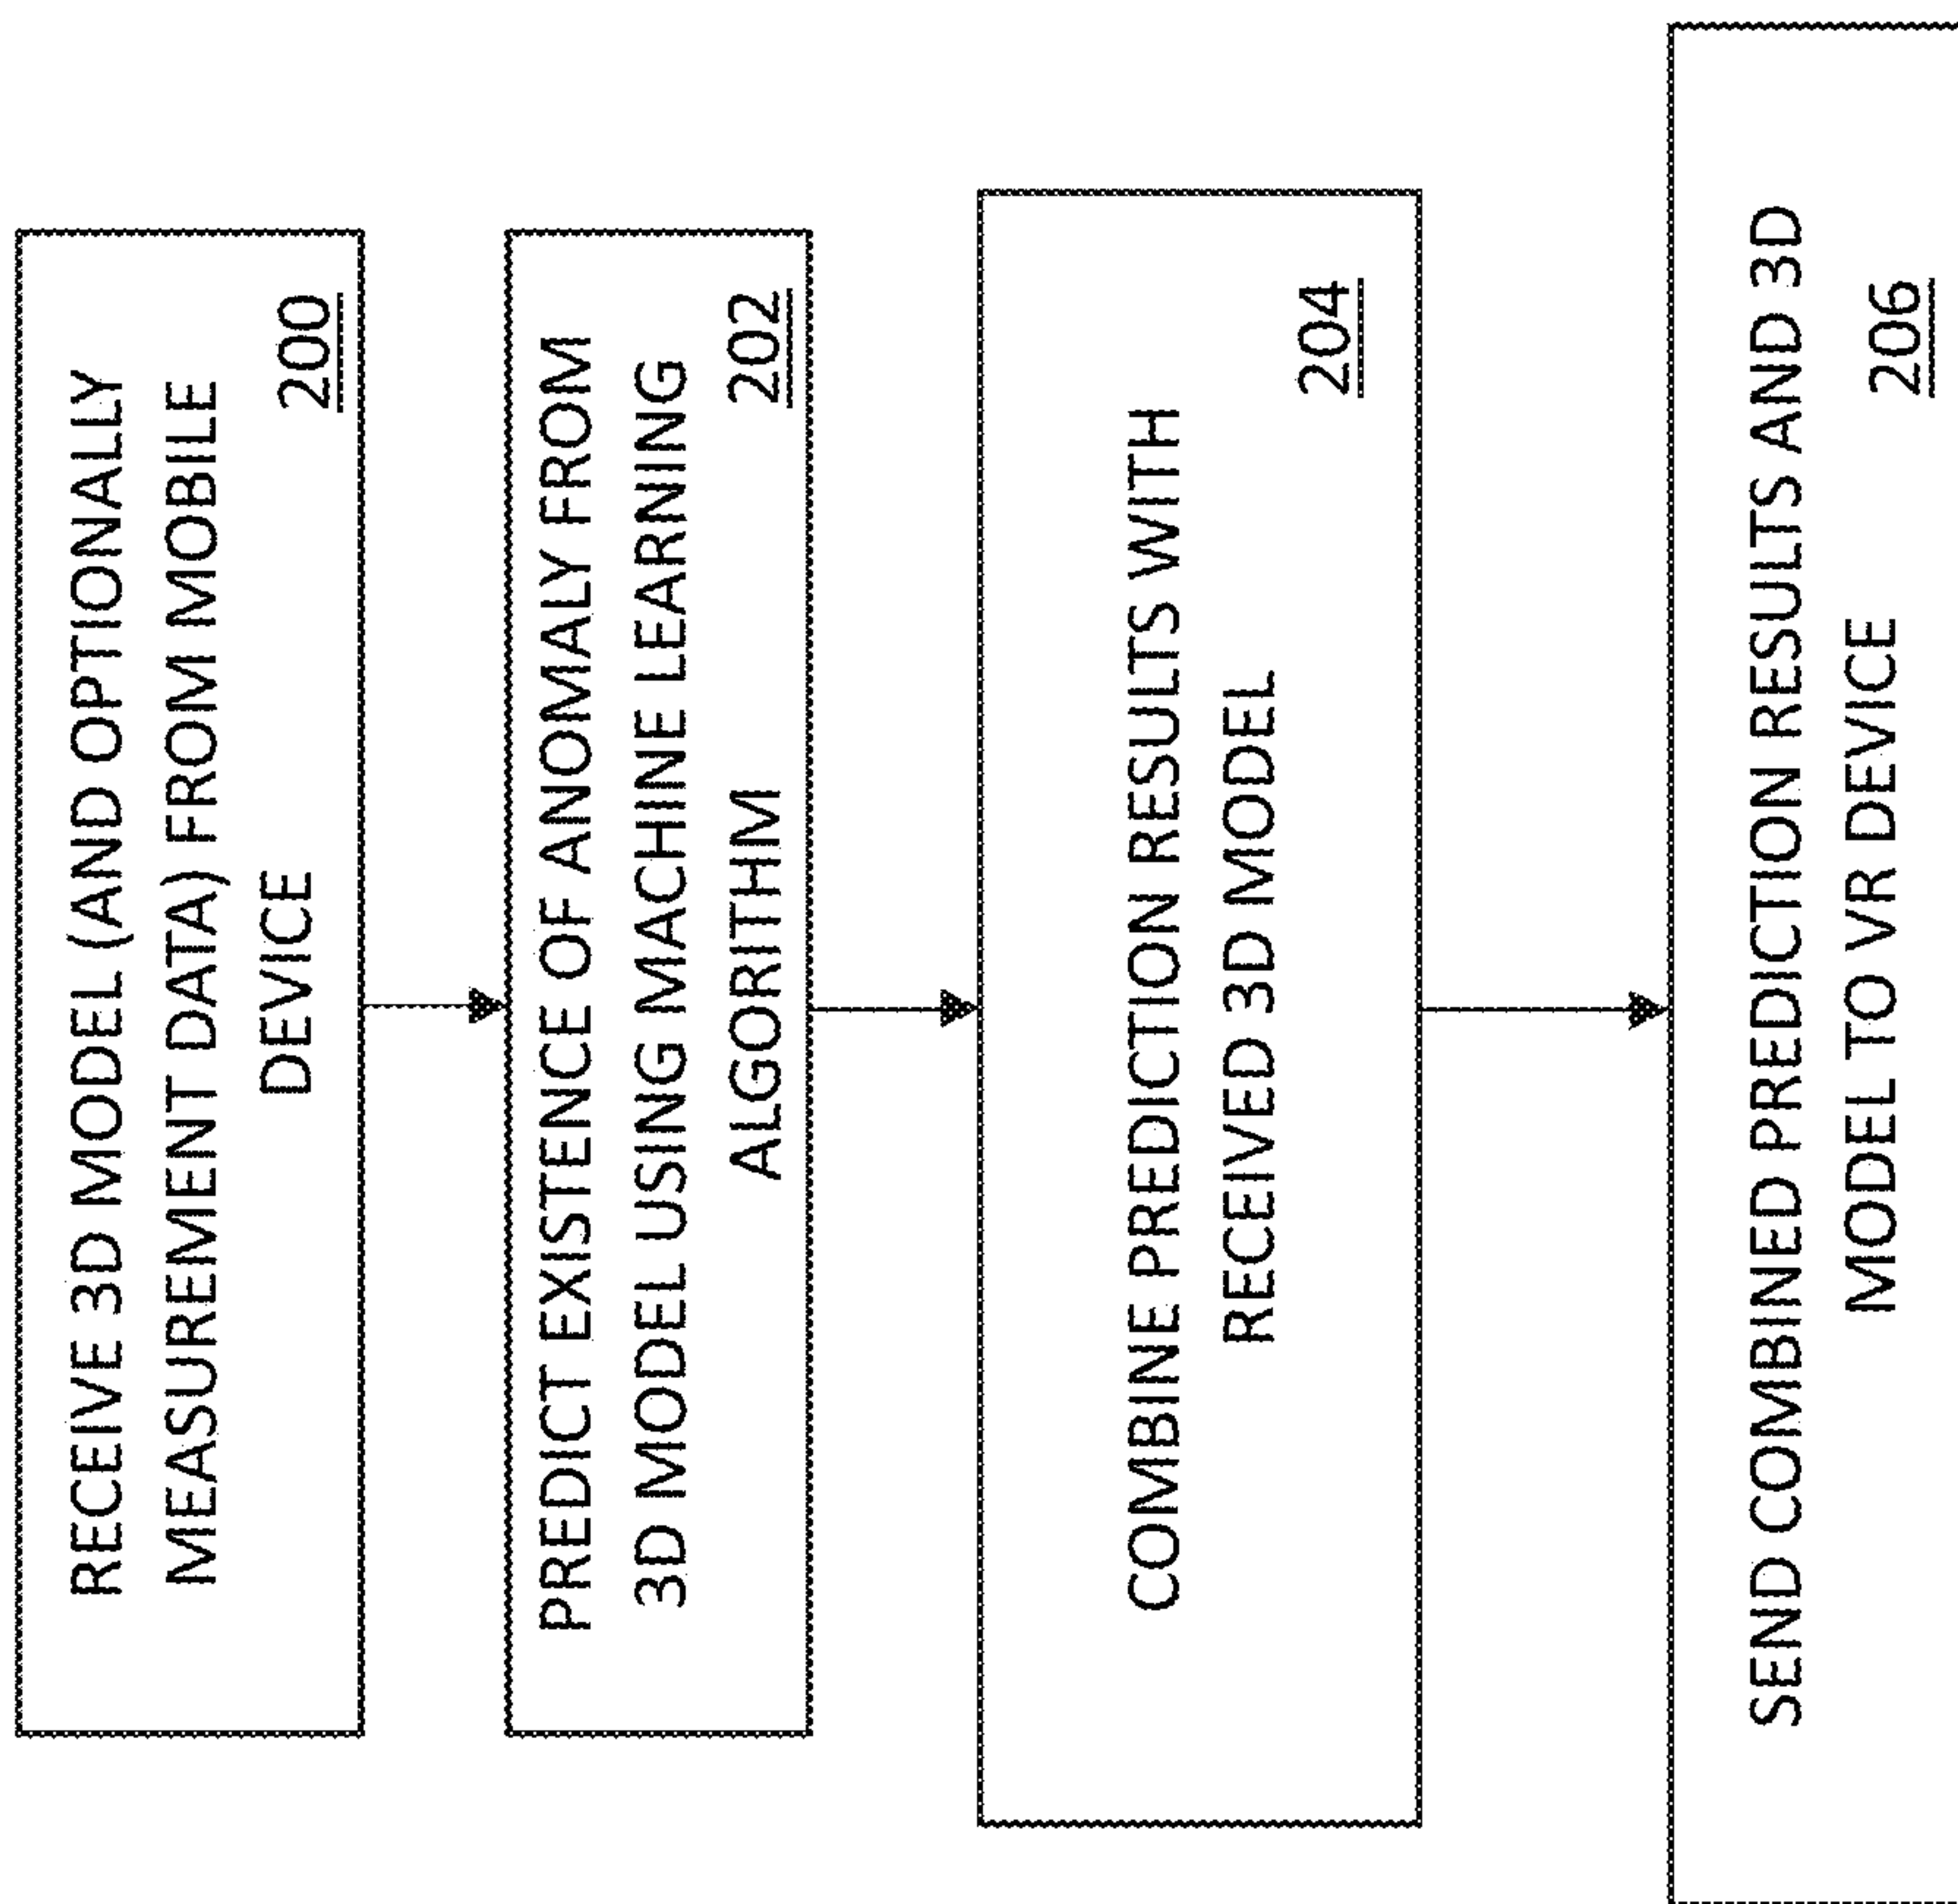 RECEIVE 3D MODEL (AND OPTIONALLY
MEASUREMENT DATA) FROM MOBILE
DEVICE
200
PREDICT EXISTENCE OF ANOMALY FROM
3D MODEL USING MACHINE LEARNING
ALGORITHM
202
COMBINE PREDICTION RESULTS WITH
RECEIVED 3D MODEL
204
SEND COMBINED PREDICTION RESULTS AND 3D
MODEL TO VR DEVICE
206